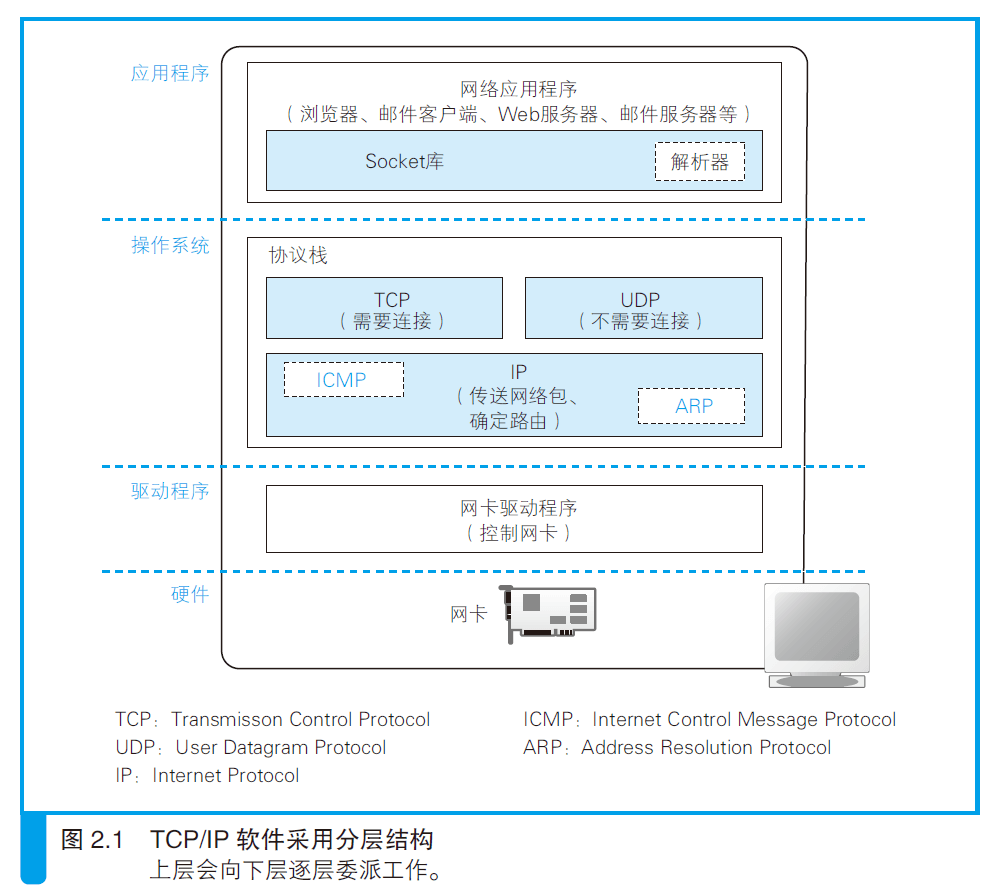 应用程序
网络应用程序
（浏览器、邮件客户端、Web服务器、邮件服务器等）
Socket库
解析器
操作系统
协议栈
TCP
（需要连接）
UDP
（不需要连接）
ICMP
IP
（传送网络包、
确定路由）
ARP
驱动程序
网卡驱动程序
（控制网卡）
硬件
网卡
TCP：Transmisson Control Protocol
UDP：User Datagram Protocol
IP：Internet Protocol
ICMP：Internet Control Message Protocol
ARP：Address Resolution Protocol
图 2.1 TCP/IP 软件采用分层结构
上层会向下层逐层委派工作。